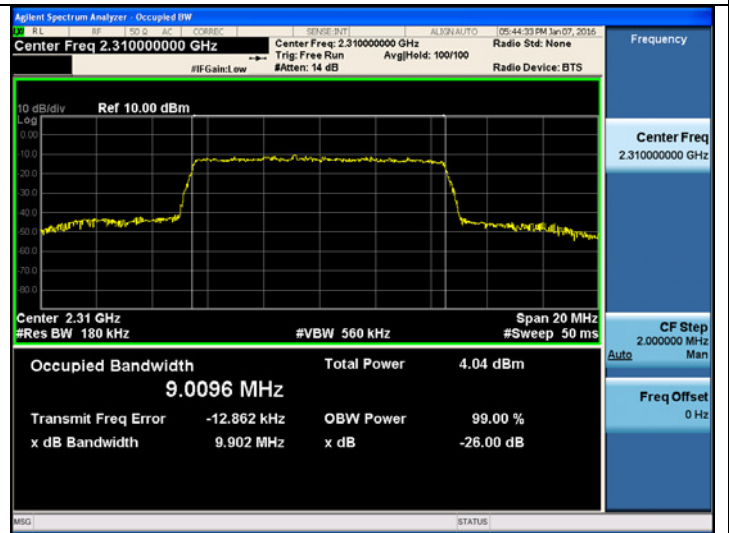 Agilent Spectrum Analyzer - Occupied BW
RL RF 50 Ω AC CORREC SENSE:INT ALIGN AUTO 05:44:33 PM Jan 07, 2016
Center Freq 2.310000000 GHz
Center Freq: 2.310000000 GHz
Radio Std: None
Trig: Free Run Avg|Hold: 100/100
#IFGain:Low
#Atten: 14 dB
Radio Device: BTS
Frequency
10 dB/div Ref 10.00 dBm
Log
0.00
-10.0
-20.0
-30.0
-40.0
-50.0
-60.0
-70.0
-80.0
Center 2.31 GHz Span 20 MHz
#Res BW 180 kHz #VBW 560 kHz #Sweep 50 ms
Occupied Bandwidth Total Power 4.04 dBm
9.0096 MHz
Transmit Freq Error -12.862 kHz OBW Power 99.00 %
x dB Bandwidth 9.902 MHz x dB -26.00 dB
Center Freq
2.310000000 GHz
CF Step
2.000000 MHz
Auto Man
Freq Offset
0 Hz
MSG STATUS